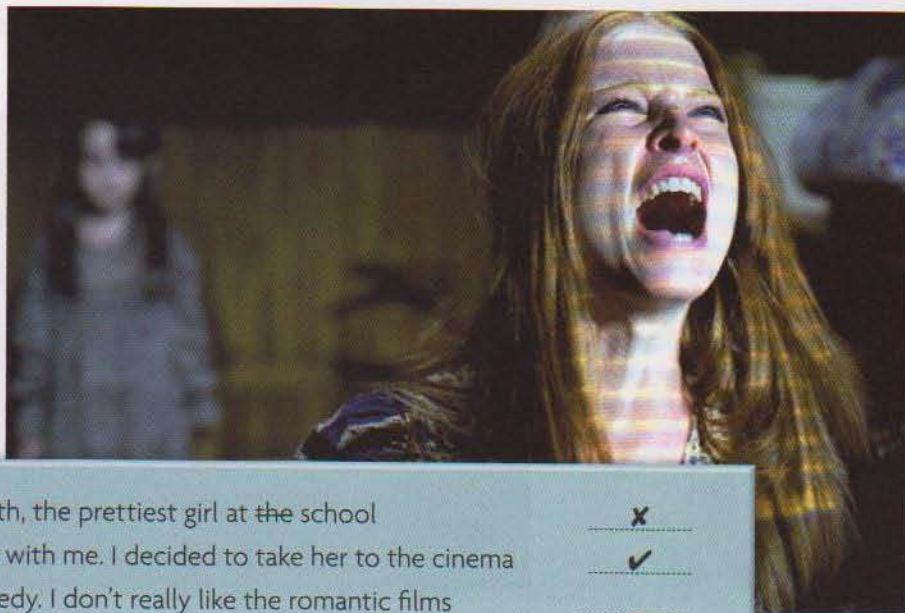 th, the prettiest girl at the school ✗
with me. I decided to take her to the cinema ✔
edy. I don't really like the romantic films